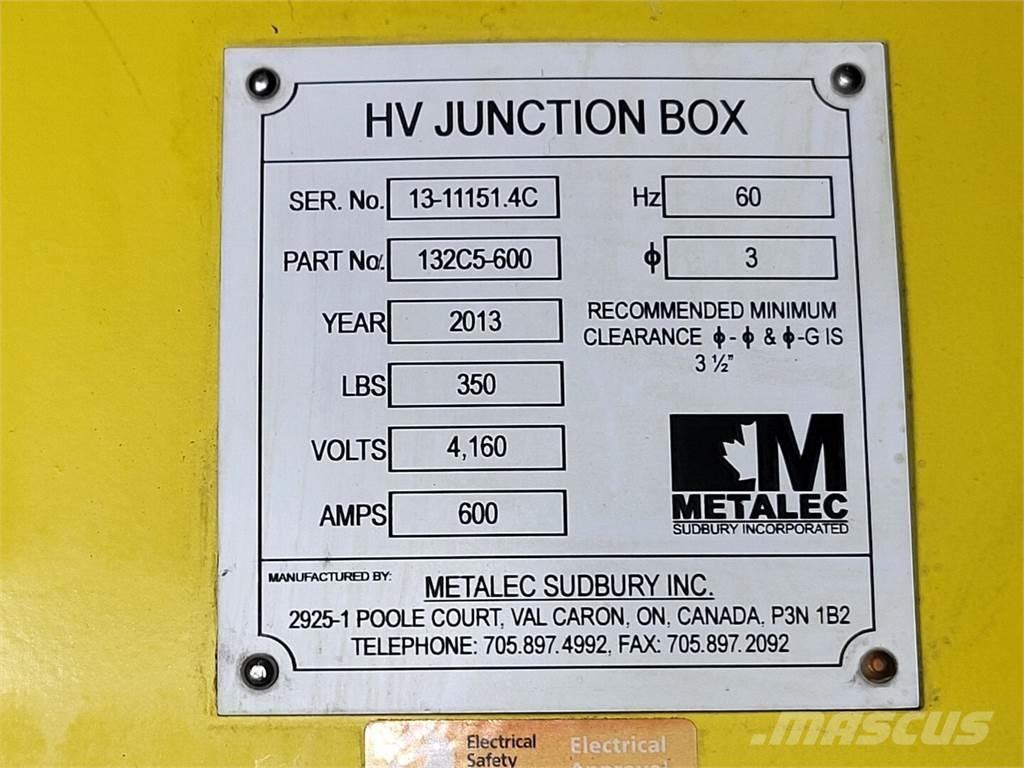 HV JUNCTION BOX
SER. No. 13-11151.4C
Hz 60
PART No. 132C5-600
ϕ 3
YEAR 2013
RECOMMENDED MINIMUM
CLEARANCE ϕ-ϕ & ϕ-G IS
3 ½"
LBS 350
VOLTS 4,160
AMPS 600
M
METALEC
SUDBURY INCORPORATED
MANUFACTURED BY: METALEC SUDBURY INC.
2925-1 POOLE COURT, VAL CARON, ON, CANADA, P3N 1B2
TELEPHONE: 705.897.4992, FAX: 705.897.2092
Electrical
Safety
Electrical
Approval
MASCUS